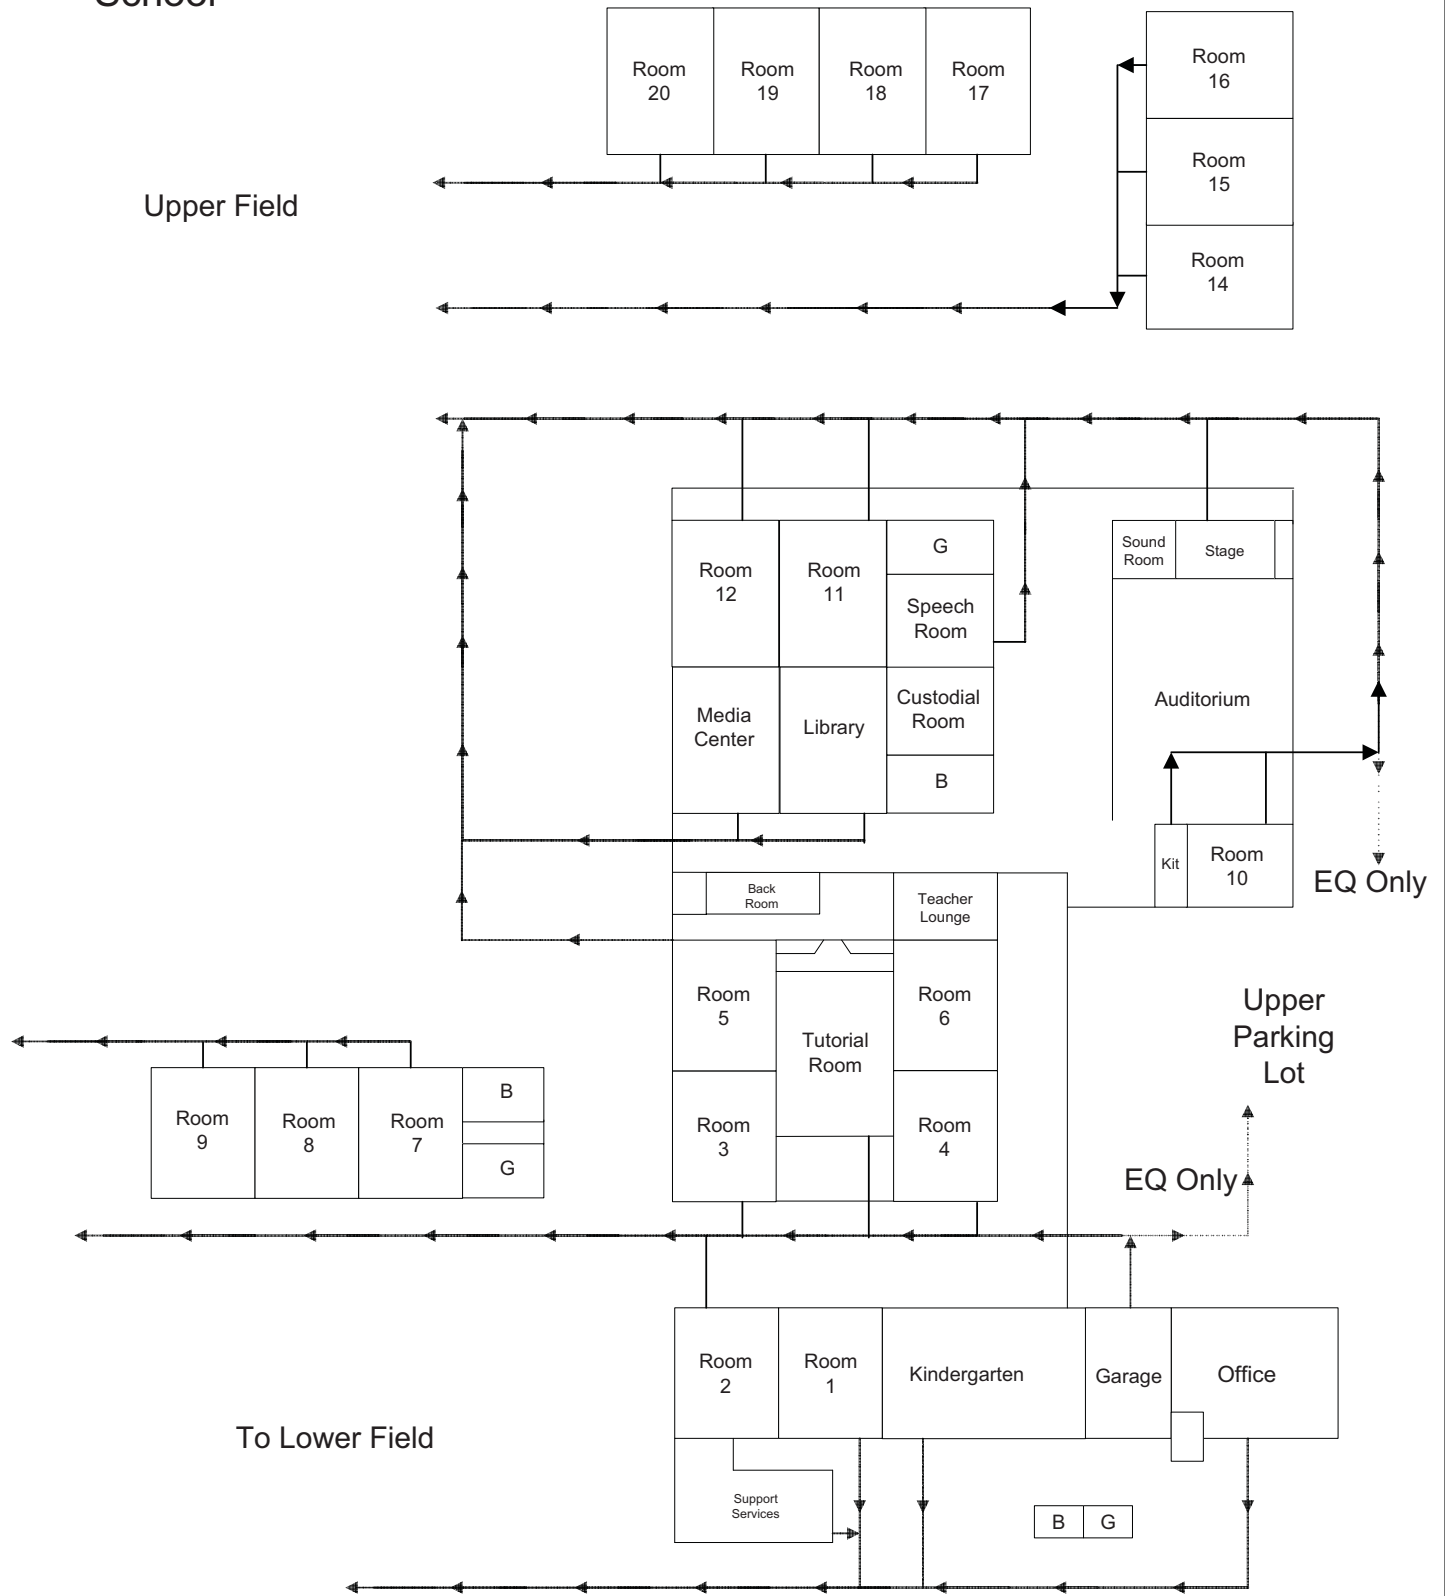 School
Room
20
Room
19
Room
18
Room
17
Room
16
Room
15
Room
14
Upper Field
Room
12
Room
11
G
Speech
Room
Sound
Room
Stage
Media
Center
Library
Custodial
Room
B
Auditorium
Kit
Room
10
EQ Only
Back
Room
Teacher
Lounge
Room
5
Tutorial
Room
Room
6
Upper
Parking
Lot
Room
9
Room
8
Room
7
B
G
Room
3
Room
4
EQ Only
Room
2
Room
1
Kindergarten
Garage
Office
To Lower Field
Support
Services
B
G